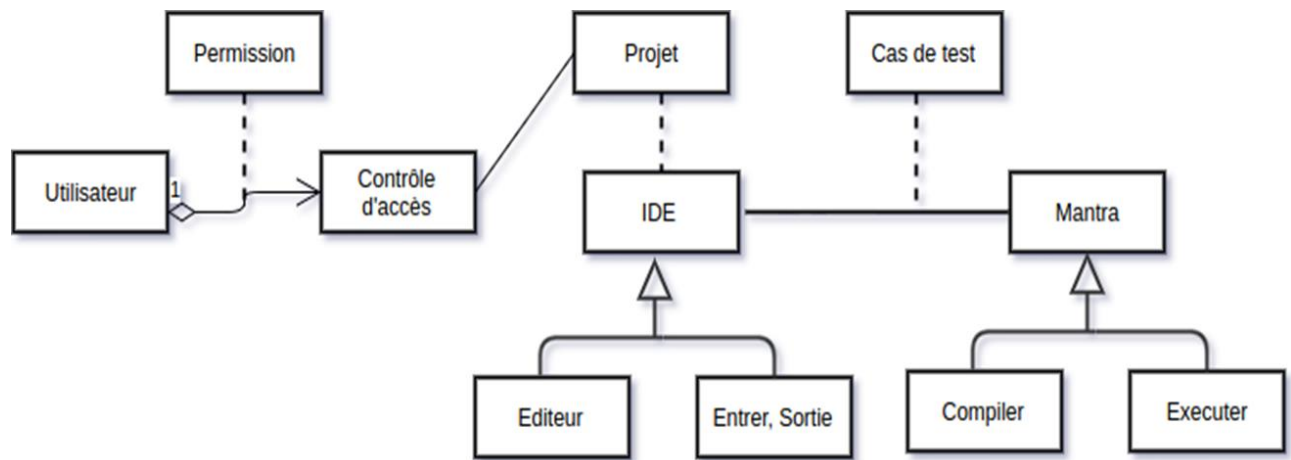 Permission
Projet
Cas de test
Utilisateur
1
Contrôle
d'accès
IDE
Mantra
Editeur
Entrer, Sortie
Compiler
Executer